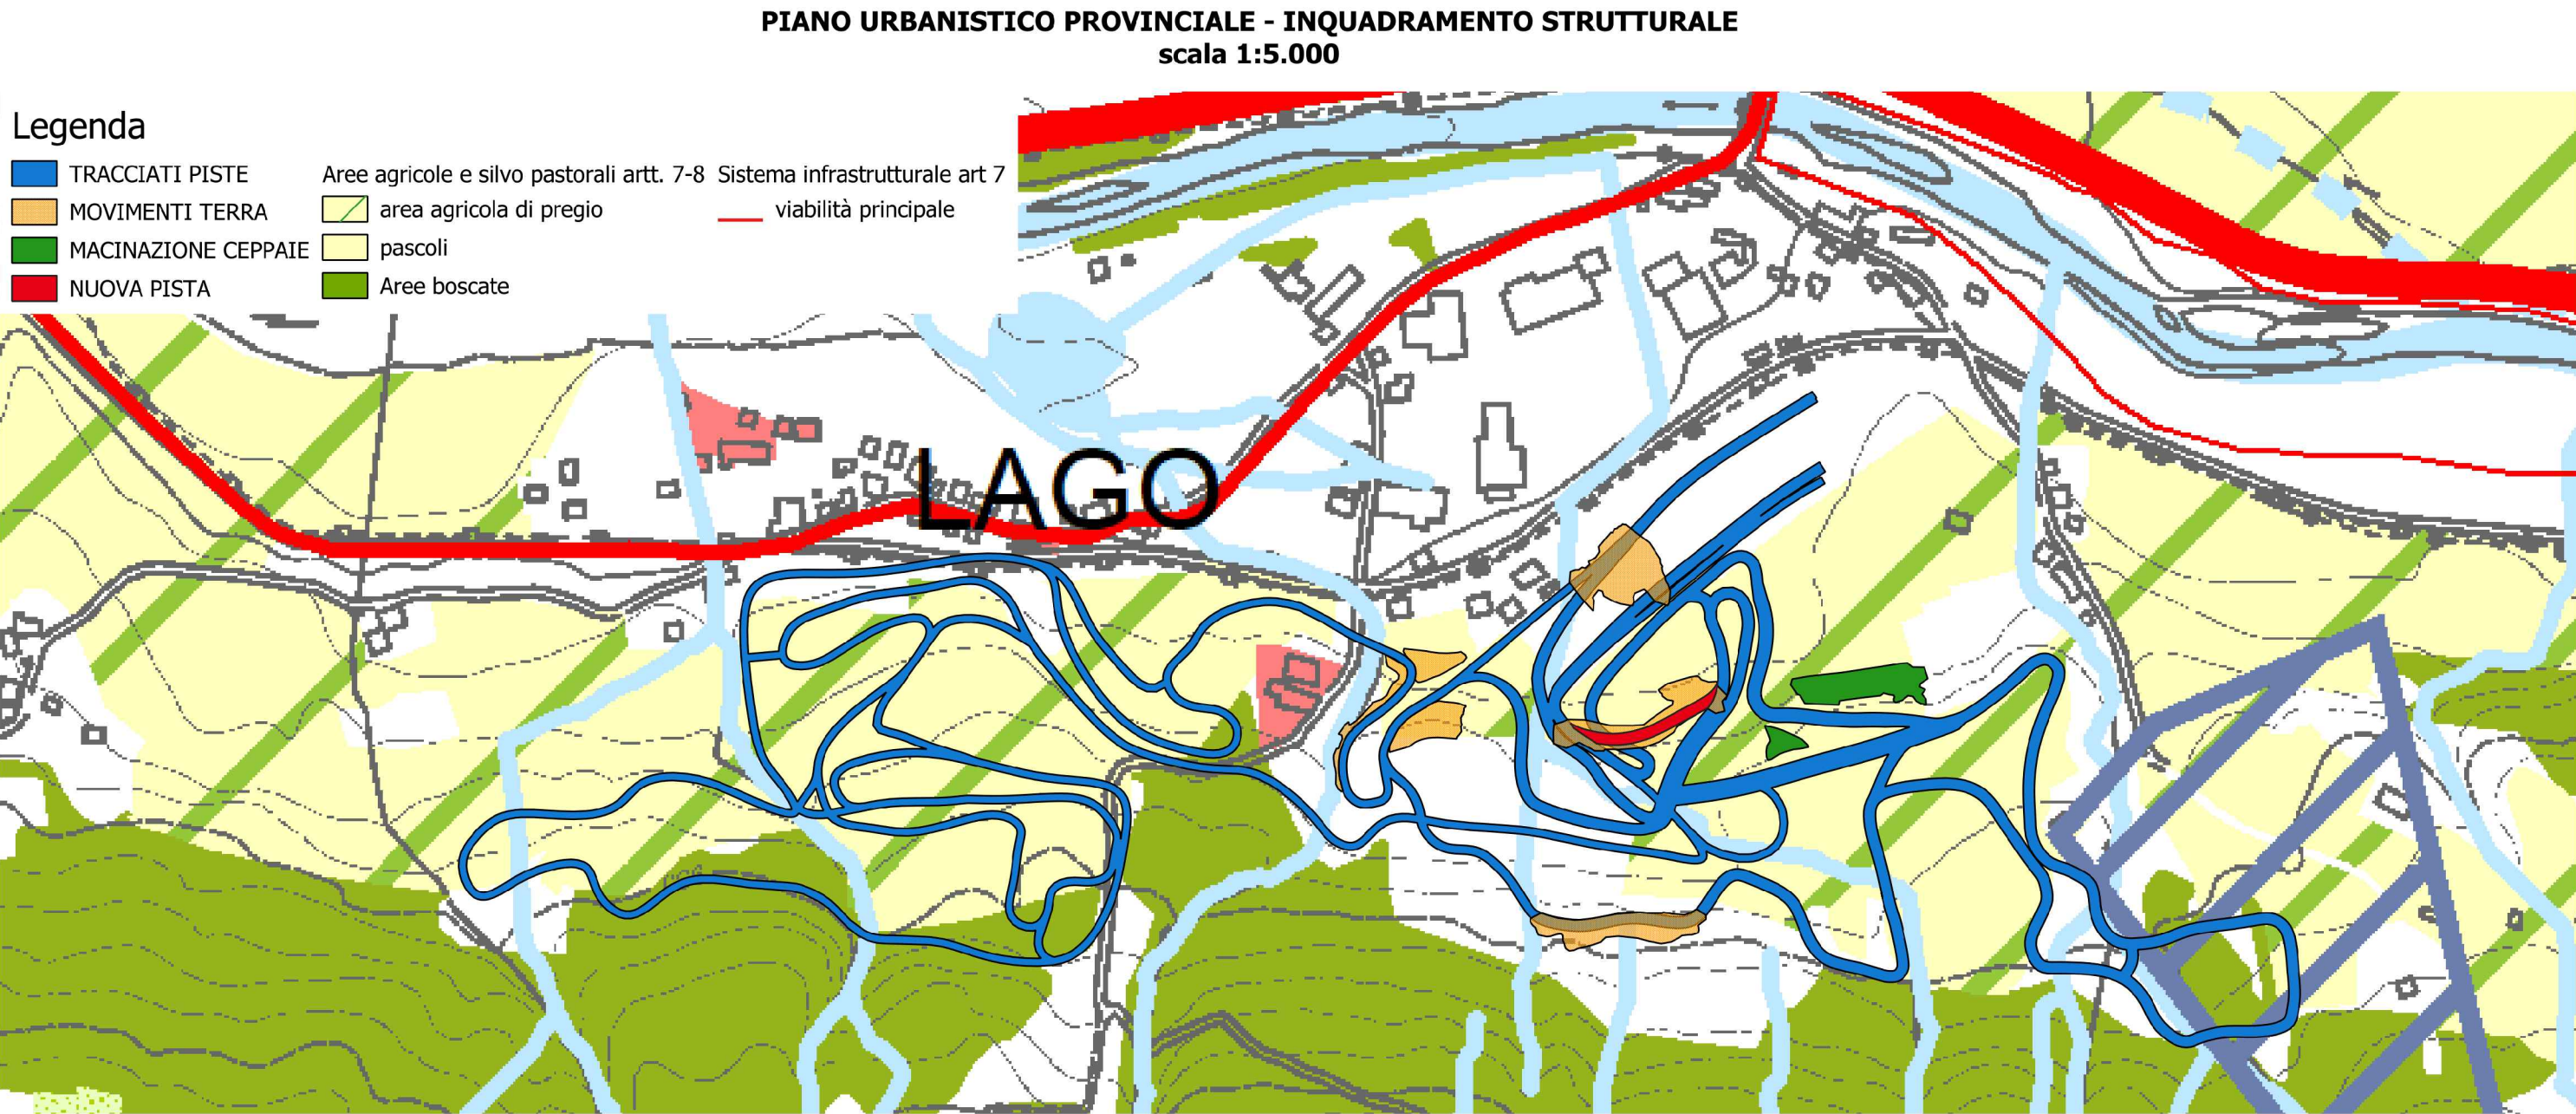 PIANO URBANISTICO PROVINCIALE - INQUADRAMENTO STRUTTURALE
scala 1:5.000
Legenda
TRACCIATI PISTE
MOVIMENTI TERRA
MACINAZIONE CEPPAIE
NUOVA PISTA
Aree agricole e silvo pastorali artt. 7-8
area agricola di pregio
pascoli
Aree boscate
Sistema infrastrutturale art 7
viabilità principale
LAGO